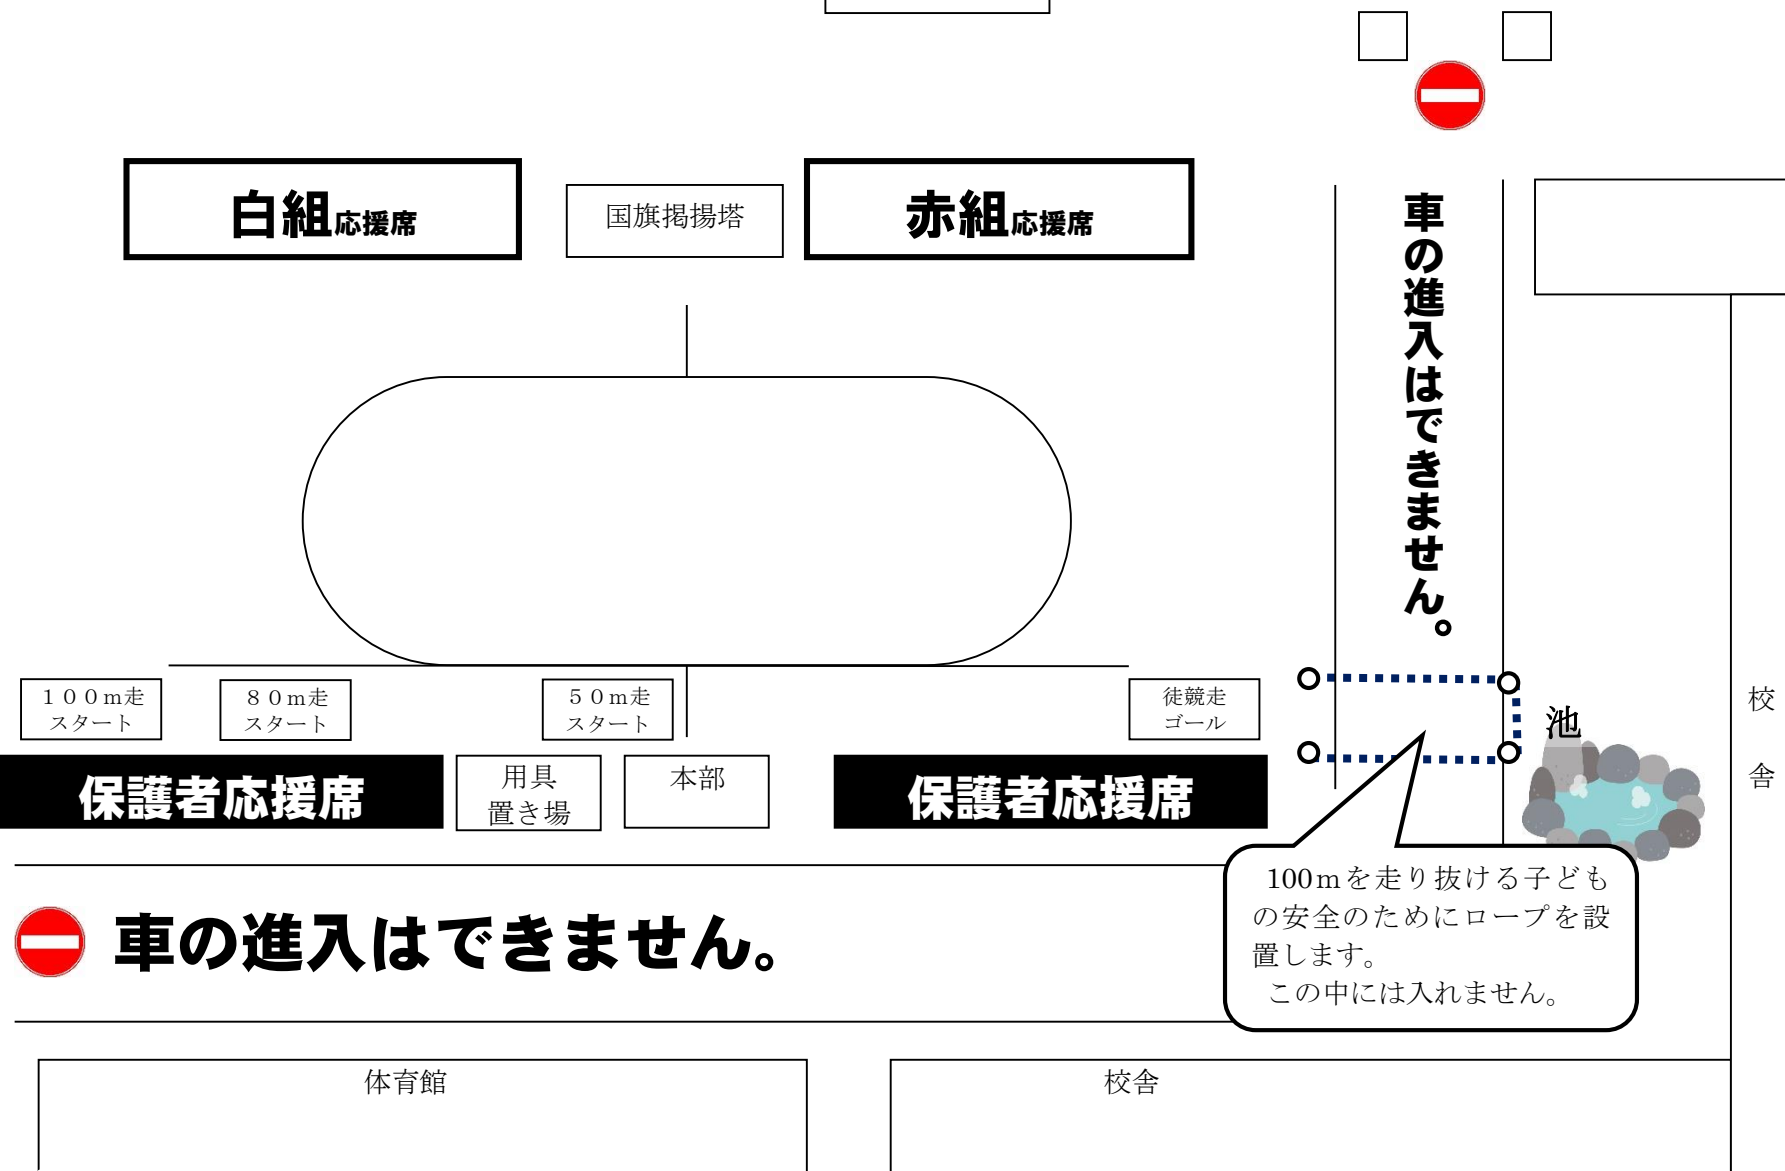 白組応援席
国旗掲揚塔
赤組応援席
車の進入はできません。
１００ｍ走
スタート
８０ｍ走
スタート
５０ｍ走
スタート
徒競走
ゴール
池
校舎
保護者応援席
用具
置き場
本部
保護者応援席
100ｍを走り抜ける子ども
の安全のためにロープを設
置します。
この中には入れません。
車の進入はできません。
体育館
校舎